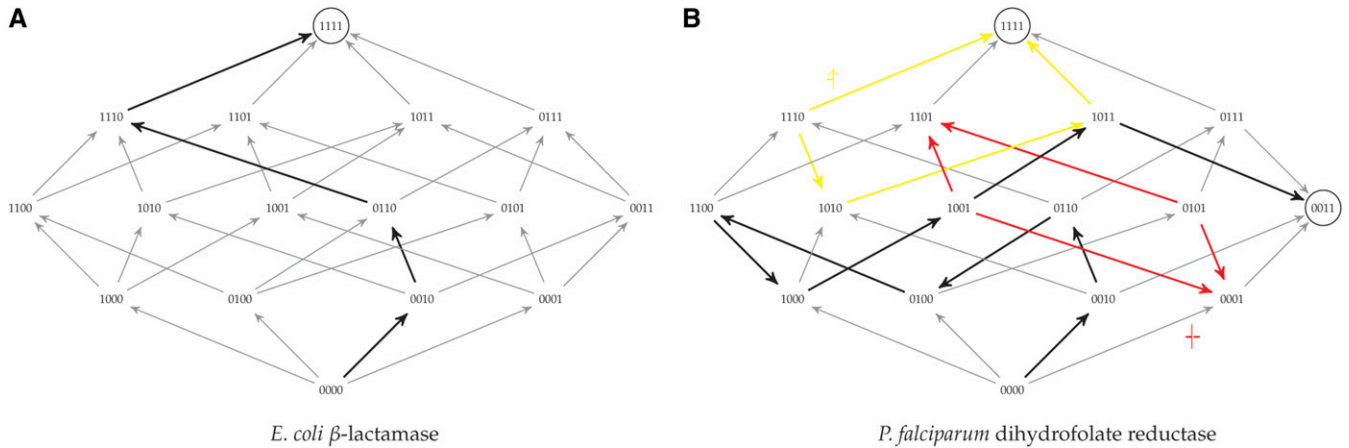 A B
1111 1111
1110 1101 1011 0111 1110 1101 1011 0111
1100 1010 1001 0110 0101 0011 1100 1010 1001 0110 0101 0011
1000 0100 0010 0001 1000 0100 0010 0001
0000 0000
E. coli β-lactamase P. falciparum dihydrofolate reductase